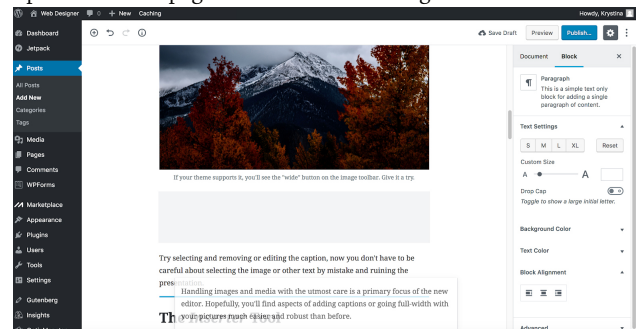 Web Designer 0 + New Caching Howdy, Krystina
Dashboard
Jetpack
Posts
All Posts
Add New
Categories
Tags
Media
Pages
Comments
WPForms
Marketplace
Appearance
Plugins
Users
Tools
Settings
Gutenberg
Insights
Save Draft Preview Publish...
If your theme supports it, you'll see the "wide" button on the image toolbar. Give it a try.
Try selecting and removing or editing the caption, now you don't have to be
careful about selecting the image or other text by mistake and ruining the
presentation.
Handling images and media with the utmost care is a primary focus of the new
editor. Hopefully, you'll find aspects of adding captions or going full-width with
your pictures much easier and robust than before.
The Inserter Tool
Document Block ×
Paragraph
This is a simple text only
block for adding a single
paragraph of content.
Text Settings
S M L XL Reset
Custom Size
A A
Drop Cap
Toggle to show a large initial letter.
Background Color
Text Color
Block Alignment
Advanced